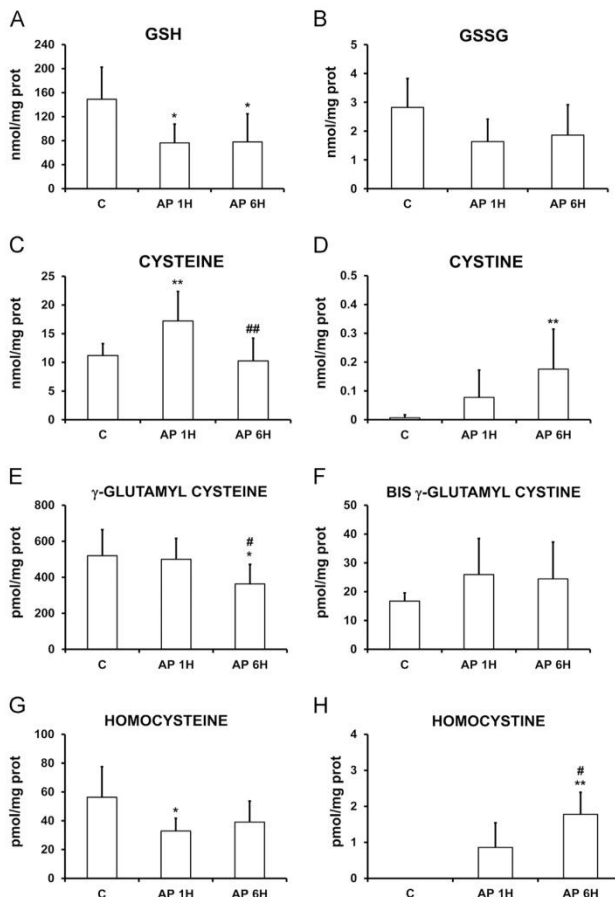 A
GSH
nmol/mg prot
240
200
160
120
80
40
0
*
*
C AP 1H AP 6H
B
GSSG
nmol/mg prot
5
4
3
2
1
0
C AP 1H AP 6H
C
CYSTEINE
nmol/mg prot
25
20
15
10
5
0
**
##
C AP 1H AP 6H
D
CYSTINE
nmol/mg prot
0.5
0.4
0.3
0.2
0.1
0
**
C AP 1H AP 6H
E
γ-GLUTAMYL CYSTEINE
pmol/mg prot
800
600
400
200
0
#
*
C AP 1H AP 6H
F
BIS γ-GLUTAMYL CYSTINE
pmol/mg prot
50
40
30
20
10
0
C AP 1H AP 6H
G
HOMOCYSTEINE
pmol/mg prot
100
80
60
40
20
0
*
C AP 1H AP 6H
H
HOMOCYSTINE
pmol/mg prot
4
3
2
1
0
#
**
C AP 1H AP 6H